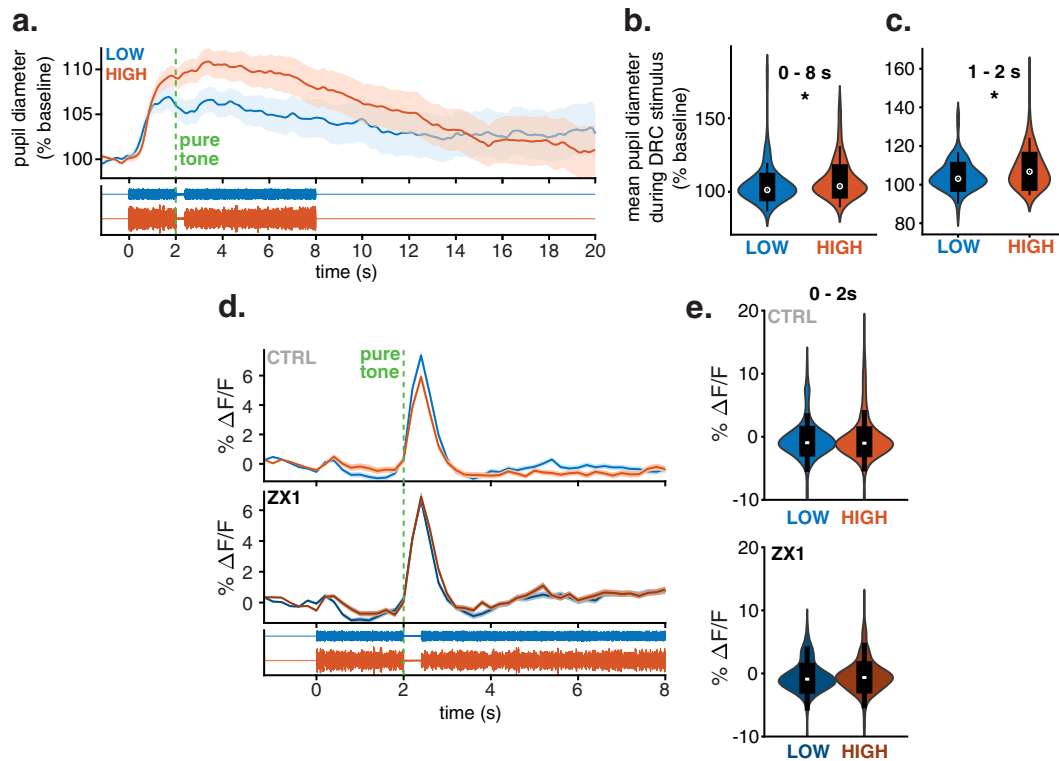 a.
LOW
HIGH
pupil diameter
(% baseline)
110
105
100
pure
tone
0 2 4 6 8 10 12 14 16 18 20
time (s)
b.
mean pupil diameter
during DRC stimulus
(% baseline)
150
100
0 - 8 s
*
LOW HIGH
c.
160
140
120
100
80
1 - 2 s
*
LOW HIGH
d.
CTRL
pure
tone
% ΔF/F
6
4
2
0
ZX1
% ΔF/F
6
4
2
0
0 2 4 6 8
time (s)
e.
0 - 2s
CTRL
% ΔF/F
20
10
0
-10
LOW HIGH
ZX1
% ΔF/F
20
10
0
-10
LOW HIGH